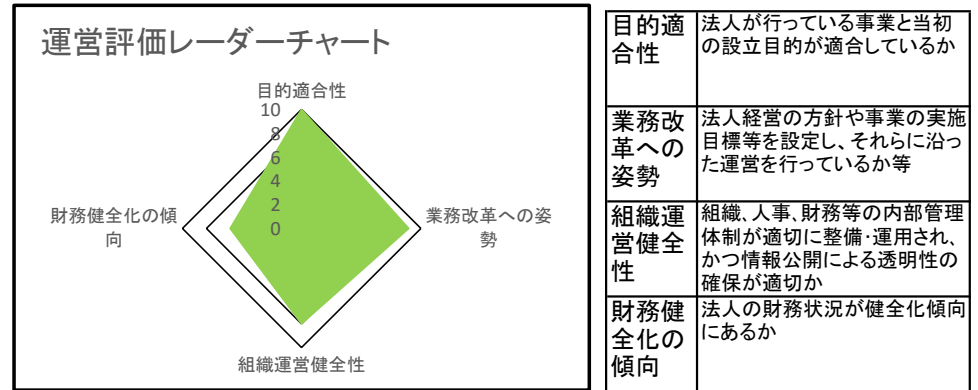 運営評価レーダーチャート
目的適合性
10
8
6
4
2
0
業務改革への姿
勢
組織運営健全性
財務健全化の傾
向
目的適
合性
法人が行っている事業と当初
の設立目的が適合しているか
業務改
革への
姿勢
法人経営の方針や事業の実施
目標等を設定し、それらに沿っ
た運営を行っているか等
組織運
営健全
性
組織、人事、財務等の内部管理
体制が適切に整備・運用され、
かつ情報公開による透明性の
確保が適切か
財務健
全化の
傾向
法人の財務状況が健全化傾向
にあるか